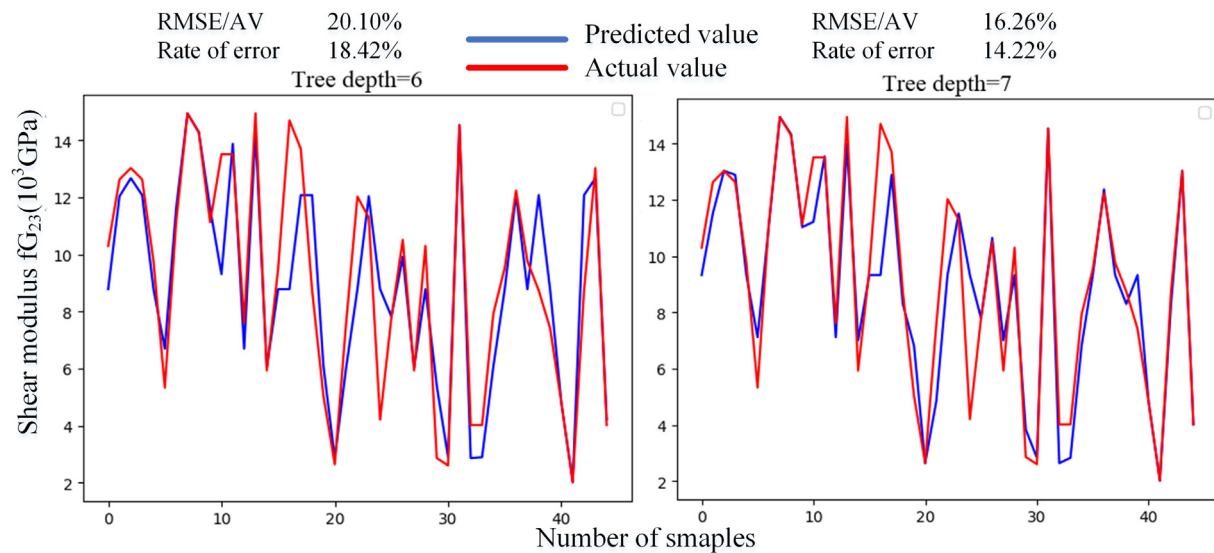 RMSE/AV 20.10%
Rate of error 18.42%
Predicted value
Actual value
RMSE/AV 16.26%
Rate of error 14.22%
Tree depth=6
Tree depth=7
Shear modulus fG₂₃(10³GPa)
14
12
10
8
6
4
2
0 10 20 30 40
14
12
10
8
6
4
2
0 10 20 30 40
Number of smaples